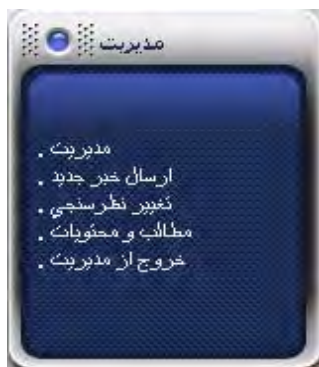 مدیریت
مدیریت .
ارسال خبر جدید .
تغییر نظرسنجی .
مطالب و محتویات .
خروج از مدیریت .